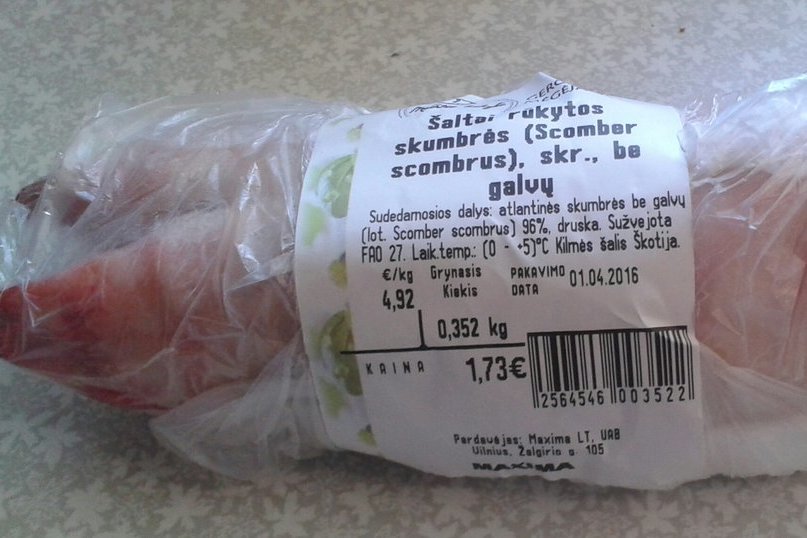 Šaltai rūkytos
skumbrės (Scomber
scombrus), skr., be
galvų
Sudedamosios dalys: atlantinės skumbrės be galvų
(lot. Scomber scombrus) 96%, druska. Sužvejota
FAO 27. Laik.temp.: (0 - +5)°C Kilmės šalis Škotija.
€/kg Grynasis PAKAVIMO 01.04.2016
4,92 Kiekis DATA
0,352 kg
KAINA 1,73€
2564546 003522
Pardavėjas: Maxima LT, UAB
Vilnius, Žalgirio g. 105
MAXIMA